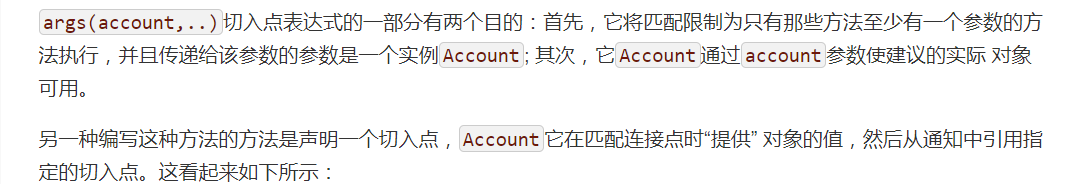 args(account,..)切入点表达式的一部分有两个目的：首先，它将匹配限制为只有那些方法至少有一个参数的方
法执行，并且传递给该参数的参数是一个实例Account; 其次，它Account通过account参数使建议的实际 对象
可用。
另一种编写这种方法的方法是声明一个切入点，Account它在匹配连接点时“提供” 对象的值，然后从通知中引用指
定的切入点。这看起来如下所示：